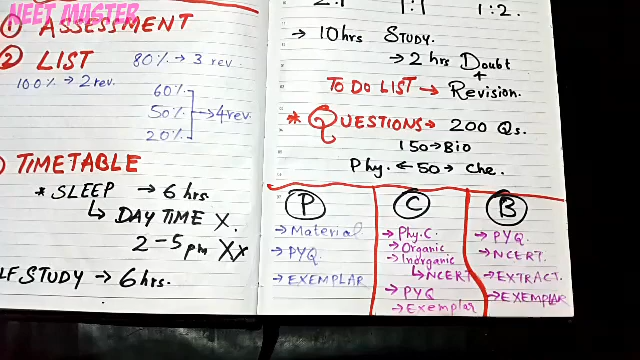 NEET MASTER
① ASSESSMENT
② LIST 80% → 3 rev.
100% → 2 rev.
60%
50% → 4 rev.
20%
TIMETABLE
* SLEEP → 6 hrs
↳ DAY TIME X.
2-5 pm XX
LF STUDY → 6 hrs.
1:1 1:2.
→ 10 hrs STUDY.
→ 2 hrs Doubt
+
TO DO LIST → Revision.
* QUESTIONS → 200 Qs.
150 → Bio
Phy. ← 50 → Che.
P
→ Material
→ PYQ.
→ EXEMPLAR
C
→ Phy. C.
→ Organic
→ Inorganic
↳ NCERT
→ PYQ
→ Exemplar
B
→ PYQ.
→ NCERT.
→ EXTRACT.
→ EXEMPLAR